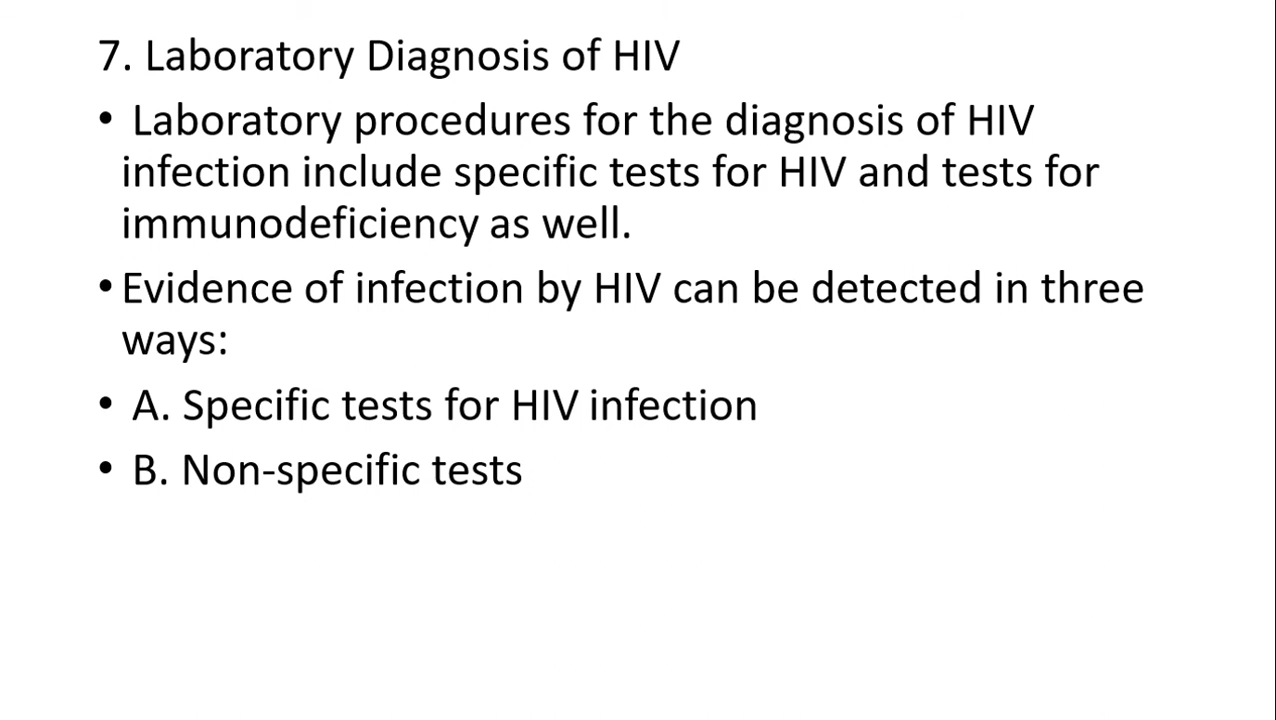 7. Laboratory Diagnosis of HIV
• Laboratory procedures for the diagnosis of HIV
infection include specific tests for HIV and tests for
immunodeficiency as well.
• Evidence of infection by HIV can be detected in three
ways:
• A. Specific tests for HIV infection
• B. Non-specific tests